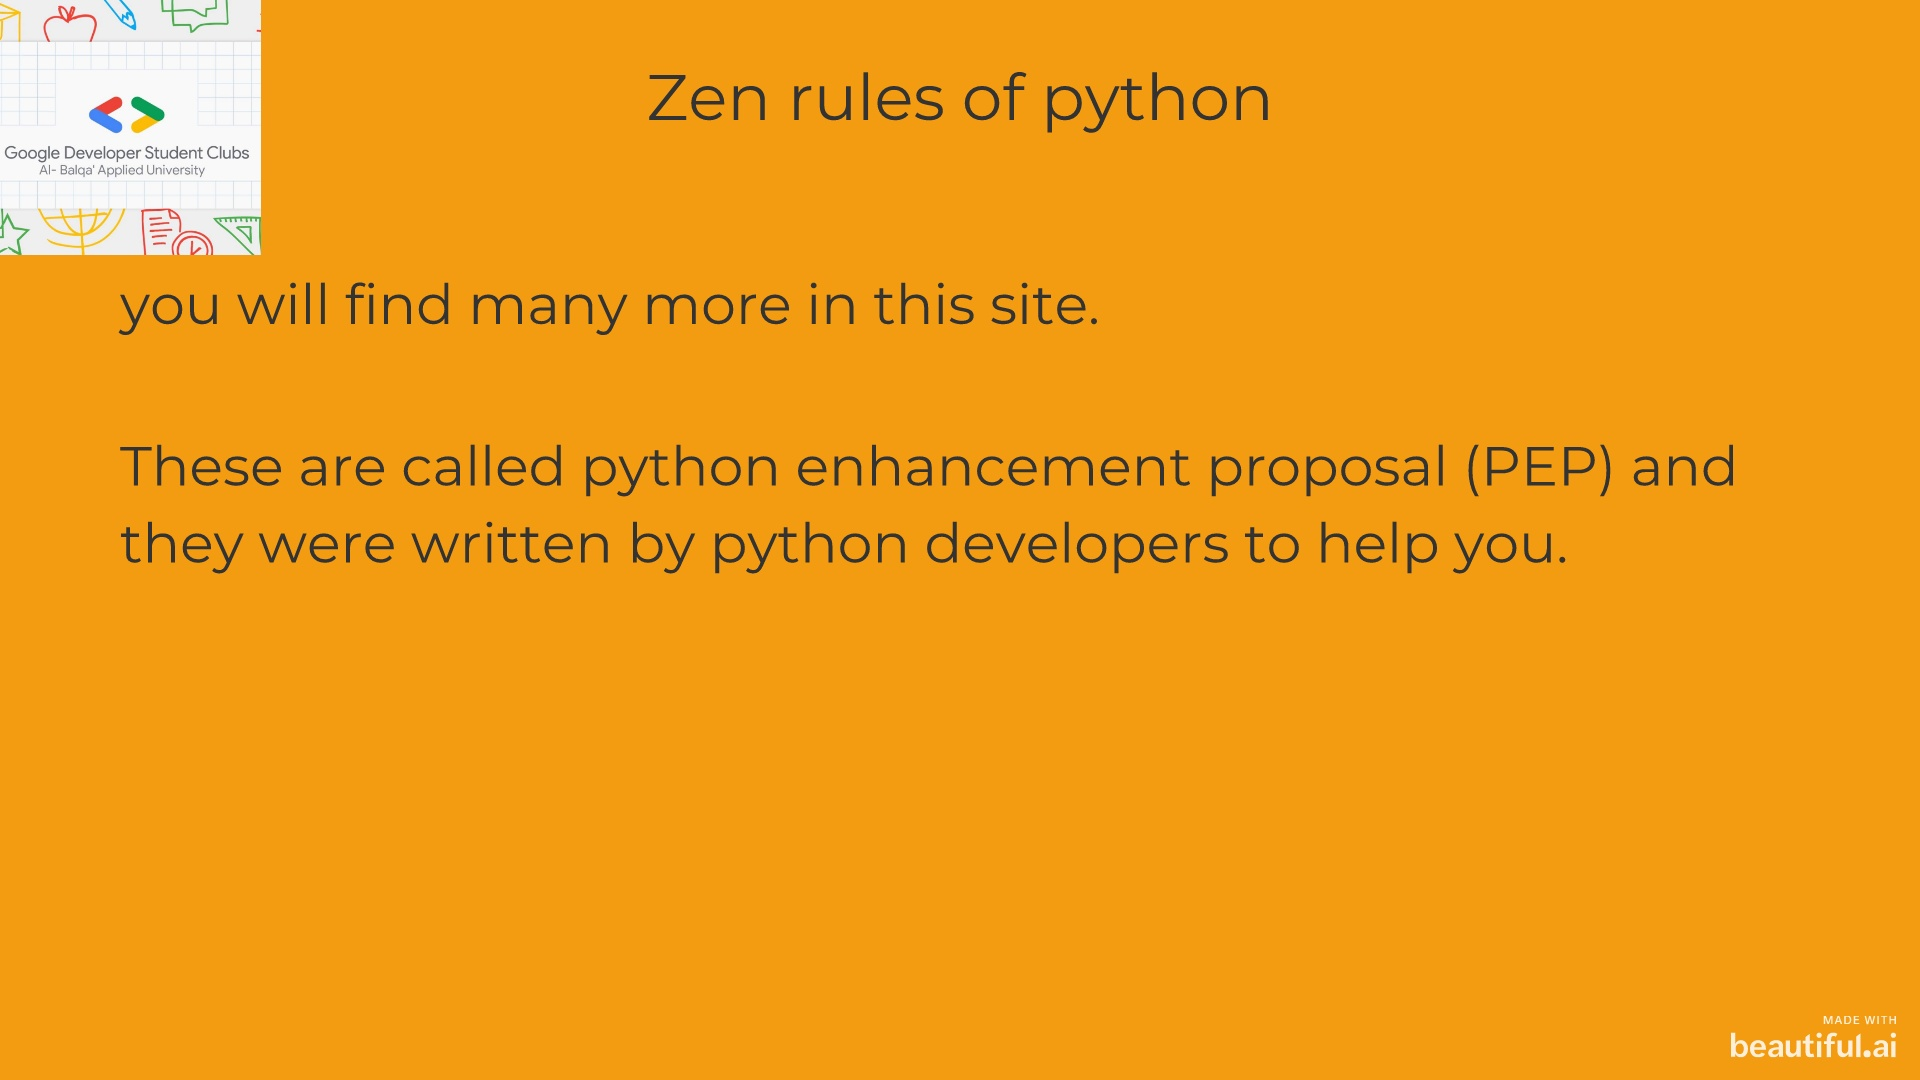 Google Developer Student Clubs
Al- Balqa' Applied University
Zen rules of python
you will find many more in this site.
These are called python enhancement proposal (PEP) and
they were written by python developers to help you.
MADE WITH
beautiful.ai